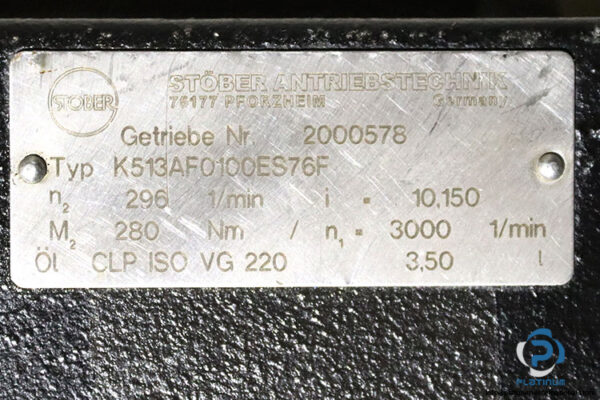 STÖBER
STÖBER ANTRIEBSTECHNIK
75177 PFORZHEIM Germany
Getriebe Nr. 2000578
Typ K513AF0100ES76F
n2 296 1/min i = 10,150
M2 280 Nm / n1 = 3000 1/min
Öl CLP ISO VG 220 3,50 l
PLATINUM